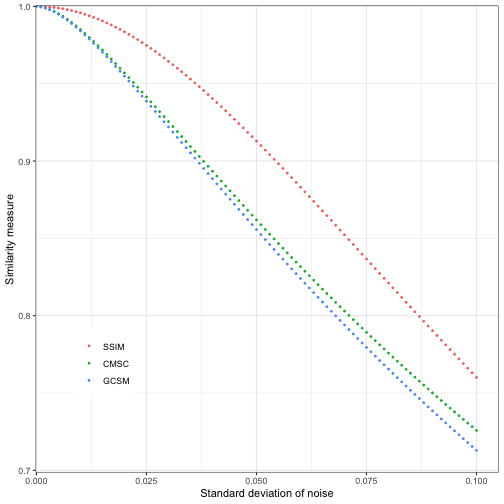 1.0
0.9
0.8
0.7
Similarity measure
SSIM
CMSC
GCSM
0.000
0.025
0.050
0.075
0.100
Standard deviation of noise